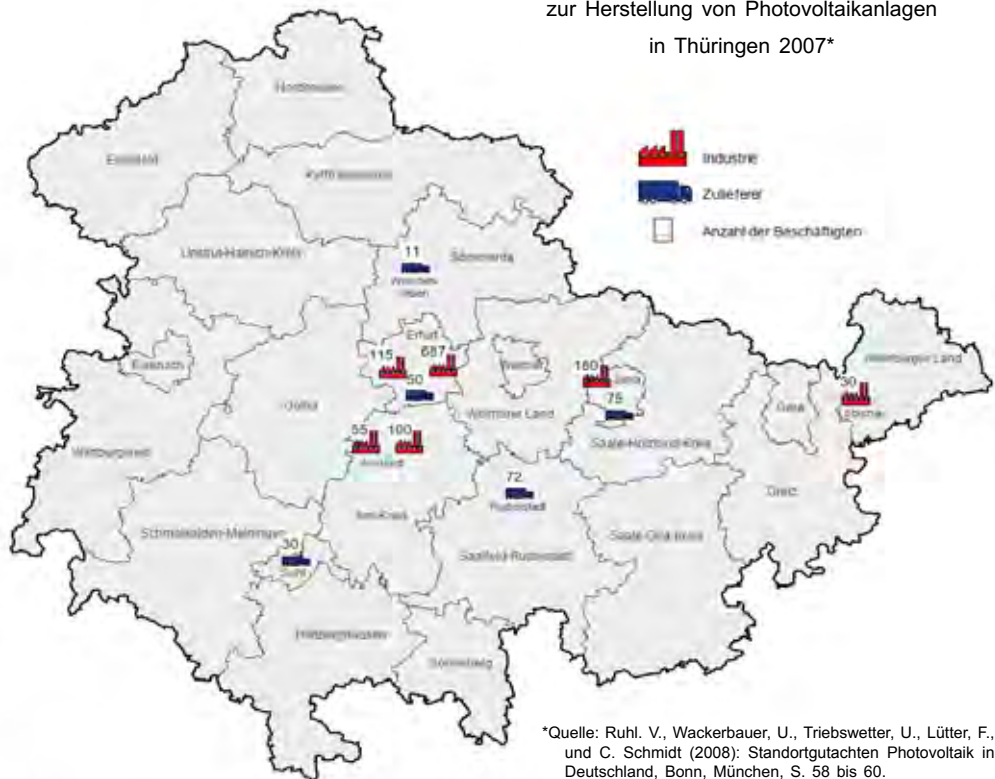 zur Herstellung von Photovoltaikanlagen
in Thüringen 2007*
Nordhausen
Eichsfeld
Kyffhäuserkreis
Industrie
Zulieferer
Anzahl der Beschäftigten
Unstrut-Hainich-Kreis
11
Sömmerda
Erfurt
115
687
50
Eisenach
Gotha
Weimar
Weimarer Land
160
Jena
75
Saale-Holzland-Kreis
Gera
Altenburger Land
30
55
100
Arnstadt
Wartburgkreis
72
Rudolstadt
Greiz
Ilm-Kreis
Schmalkalden-Meiningen
Saalfeld-Rudolstadt
Saale-Orla-Kreis
30
Suhl
Hildburghausen
Sonneberg
*Quelle: Ruhl. V., Wackerbauer, U., Triebswetter, U., Lütter, F.,
und C. Schmidt (2008): Standortgutachten Photovoltaik in
Deutschland, Bonn, München, S. 58 bis 60.